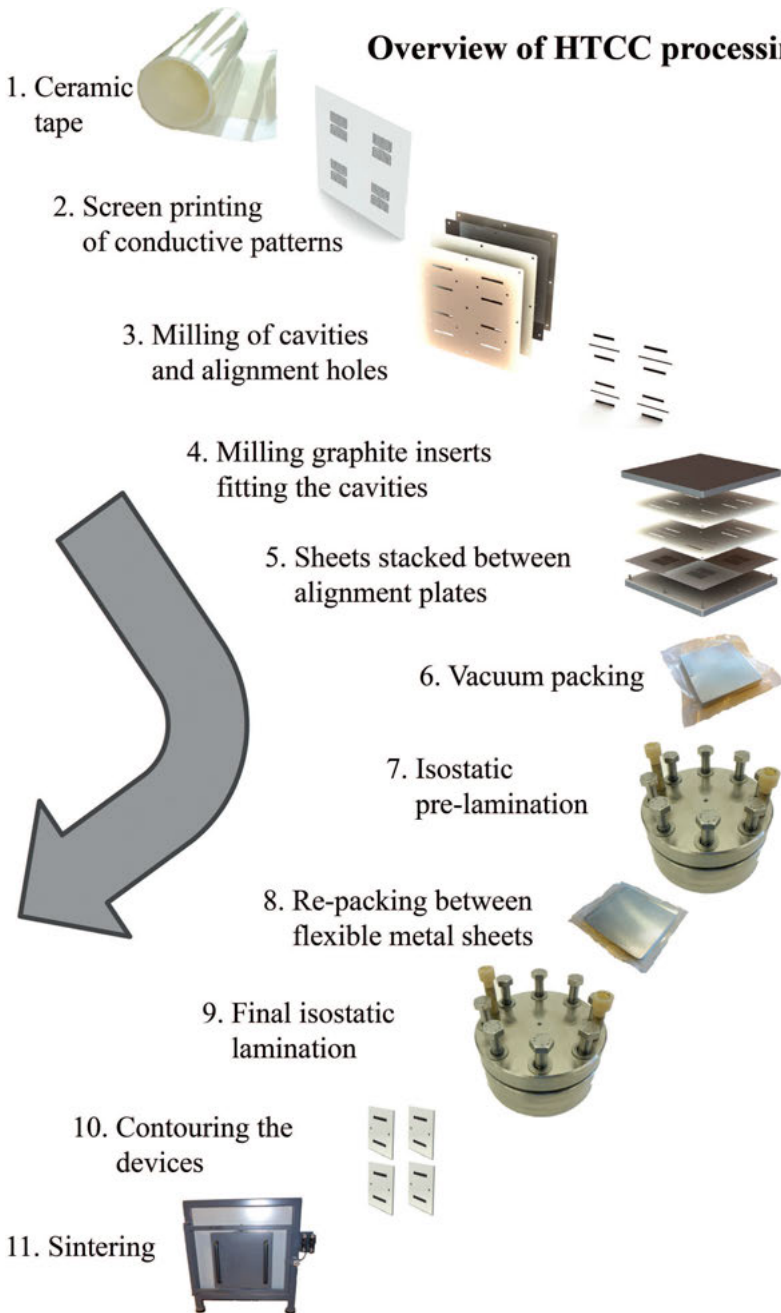 Overview of HTCC processin
1. Ceramic
tape
2. Screen printing
of conductive patterns
3. Milling of cavities
and alignment holes
4. Milling graphite inserts
fitting the cavities
5. Sheets stacked between
alignment plates
6. Vacuum packing
7. Isostatic
pre-lamination
8. Re-packing between
flexible metal sheets
9. Final isostatic
lamination
10. Contouring the
devices
11. Sintering